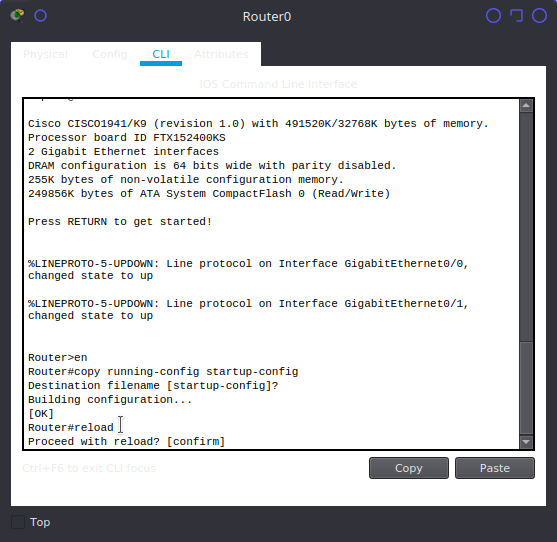 Router0
Physical Config CLI Attributes
IOS Command Line Interface
Cisco CISCO1941/K9 (revision 1.0) with 491520K/32768K bytes of memory.
Processor board ID FTX152400KS
2 Gigabit Ethernet interfaces
DRAM configuration is 64 bits wide with parity disabled.
255K bytes of non-volatile configuration memory.
249856K bytes of ATA System CompactFlash 0 (Read/Write)
Press RETURN to get started!
%LINEPROTO-5-UPDOWN: Line protocol on Interface GigabitEthernet0/0,
changed state to up
%LINEPROTO-5-UPDOWN: Line protocol on Interface GigabitEthernet0/1,
changed state to up
Router>en
Router#copy running-config startup-config
Destination filename [startup-config]?
Building configuration...
[OK]
Router#reload
Proceed with reload? [confirm]
Ctrl+F6 to exit CLI focus
Copy Paste
Top